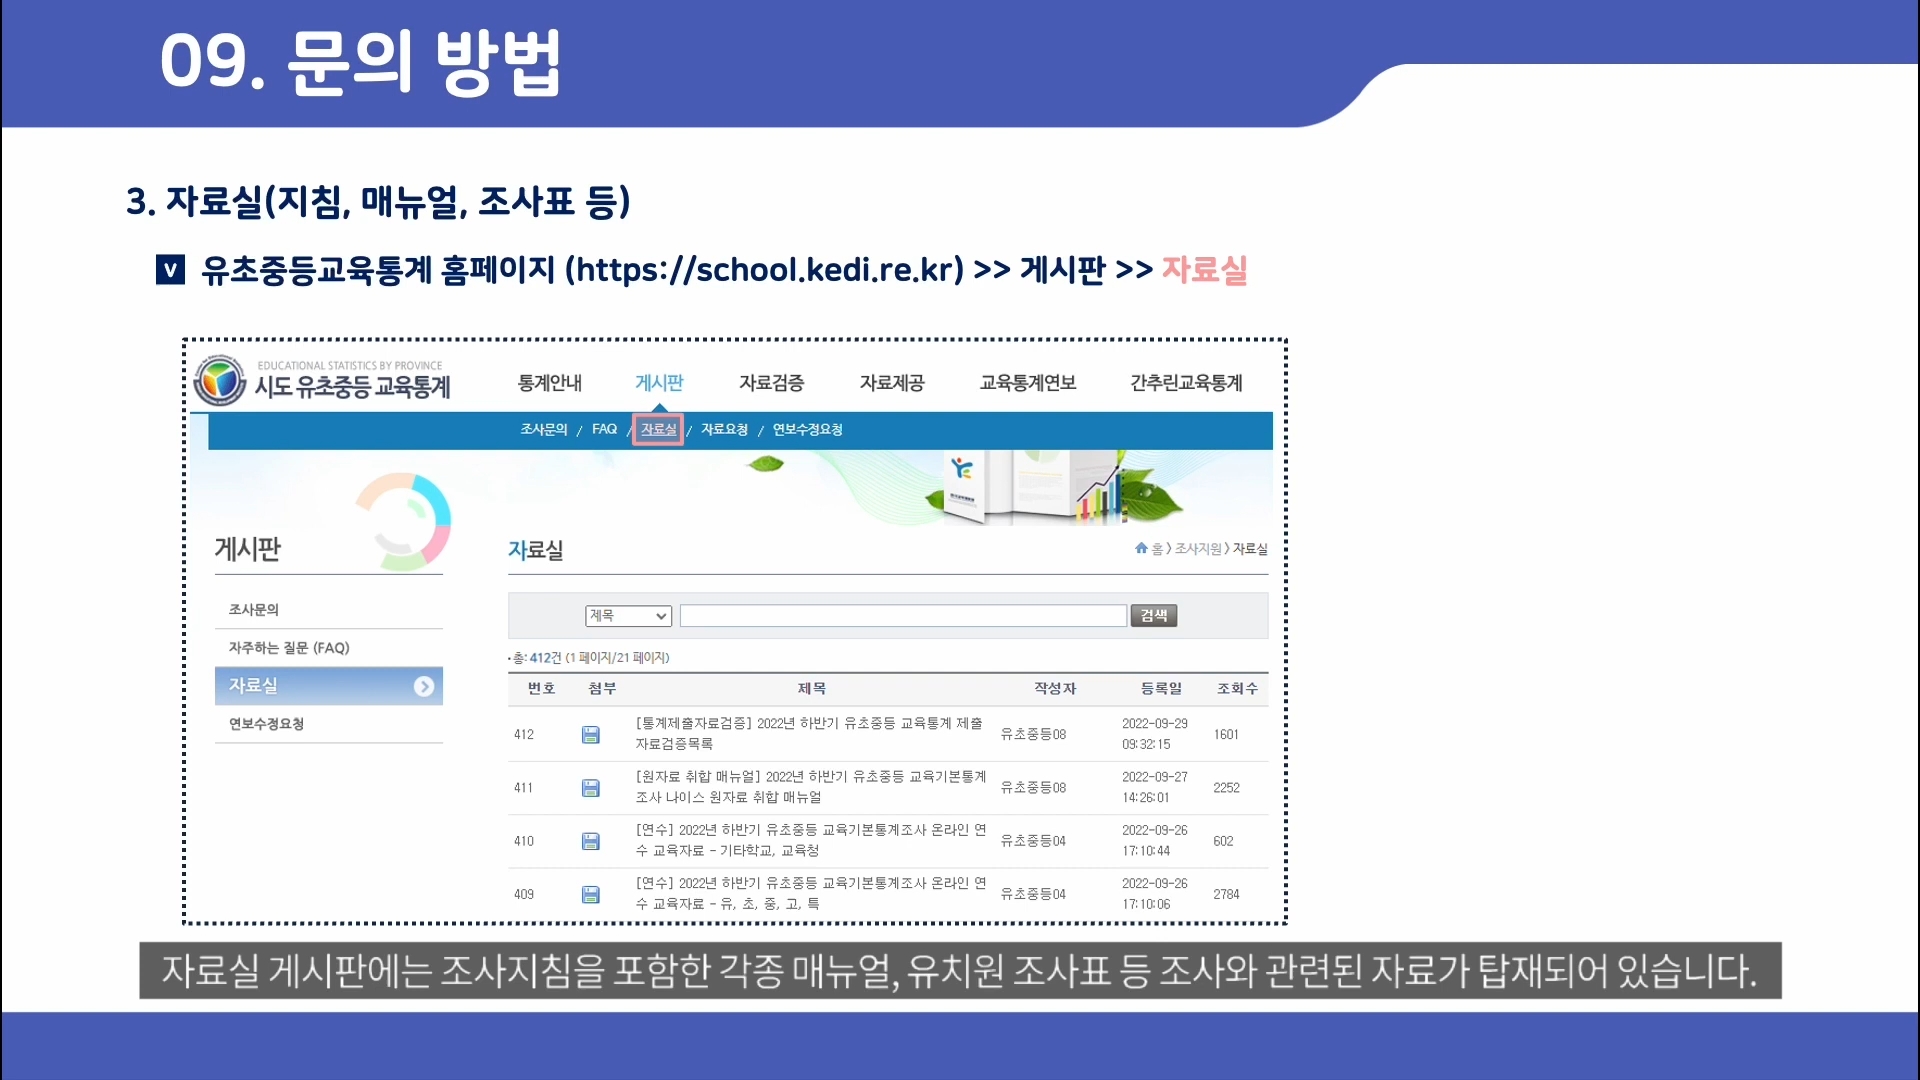 09. 문의 방법
3. 자료실(지침, 매뉴얼, 조사표 등)
v 유초중등교육통계 홈페이지 (https://school.kedi.re.kr) >> 게시판 >> 자료실
EDUCATIONAL STATISTICS BY PROVINCE
시도 유초중등 교육통계
통계안내 게시판 자료검증 자료제공 교육통계연보 간추린교육통계
조사문의 / FAQ / 자료실 / 자료요청 / 연보수정요청
게시판
조사문의
자주하는 질문 (FAQ)
자료실
연보수정요청
자료실
홈 > 조사지원 > 자료실
제목 검색
• 총: 412건 (1 페이지/21 페이지)
번호 첨부 제목 작성자 등록일 조회수
412 [통계제출자료검증] 2022년 하반기 유초중등 교육통계 제출 유초중등08 2022-09-29 1601
자료검증목록 09:32:15
411 [원자료 취합 매뉴얼] 2022년 하반기 유초중등 교육기본통계 유초중등08 2022-09-27 2252
조사 나이스 원자료 취합 매뉴얼 14:26:01
410 [연수] 2022년 하반기 유초중등 교육기본통계조사 온라인 연 유초중등04 2022-09-26 602
수 교육자료 - 기타학교, 교육청 17:10:44
409 [연수] 2022년 하반기 유초중등 교육기본통계조사 온라인 연 유초중등04 2022-09-26 2784
수 교육자료 - 유, 초, 중, 고, 특 17:10:06
자료실 게시판에는 조사지침을 포함한 각종 매뉴얼, 유치원 조사표 등 조사와 관련된 자료가 탑재되어 있습니다.